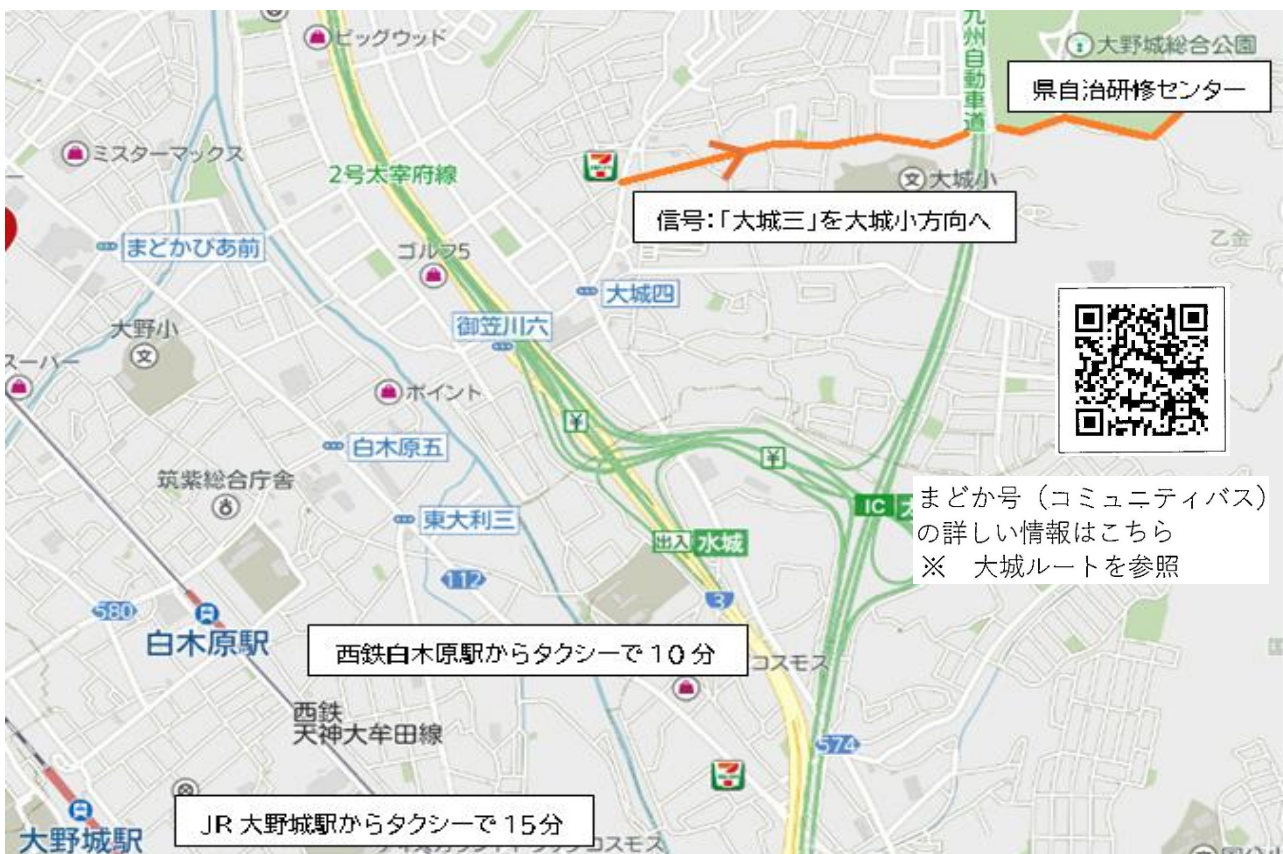 ビッグウッド
九州自動車道
大野城総合公園
県自治研修センター
ミスターマックス
2号太宰府線
大城小
信号:「大城三」を大城小方向へ
乙金
まどかぴあ前
ゴルフ5
大城四
御笠川六
大野小
スーパー
ポイント
白木原五
筑紫総合庁舎
東大利三
まどか号(コミュニティバス)
の詳しい情報はこちら
※ 大城ルートを参照
IC
出入 水城
112
3
580
白木原駅
西鉄白木原駅からタクシーで10分
コスモス
西鉄
天神大牟田線
574
JR大野城駅からタクシーで15分
大野城駅
コスモス